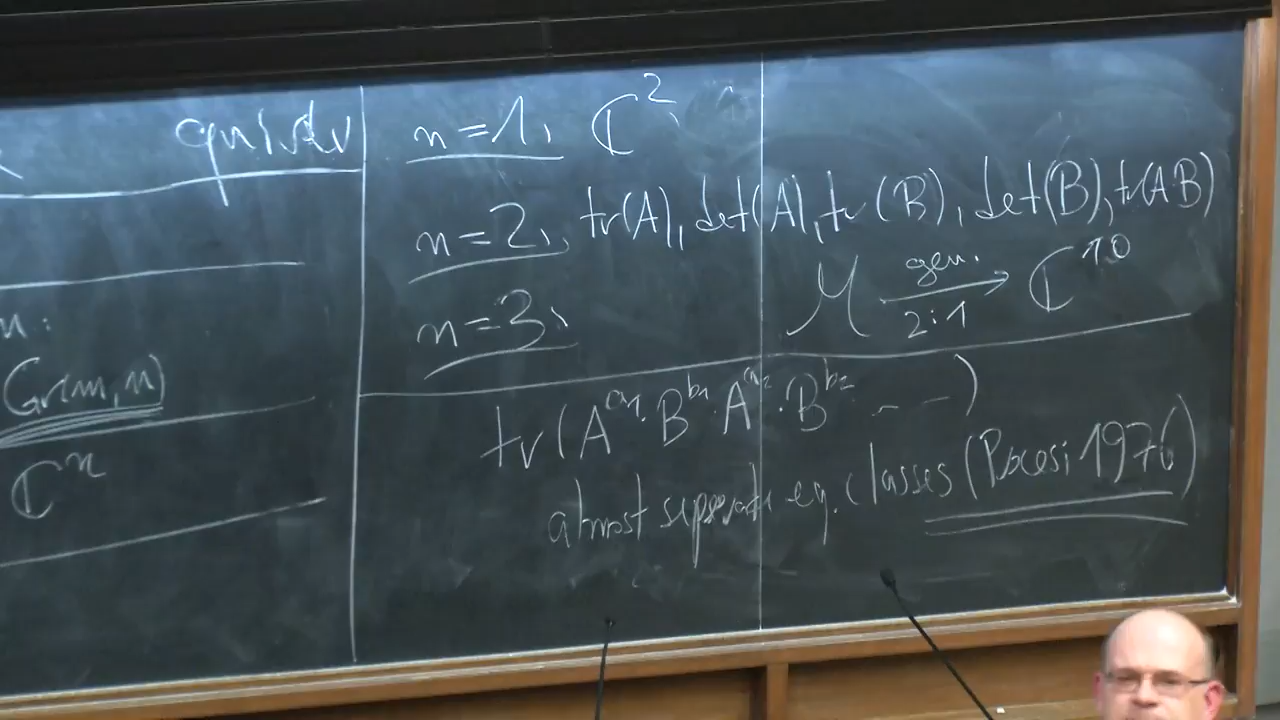 quiver
n:
Gr(m,n)
ℂⁿ
n=1, ℂ²,
n=2, tr(A), det(A), tr(B), det(B), tr(AB)
n=3, M gen. → 2:1 ℂ¹⁰
tr(A^{a₁}·B^{b₁}·A^{a₂}·B^{b₂} - - -)
almost separate eq. classes (Procesi 1976)